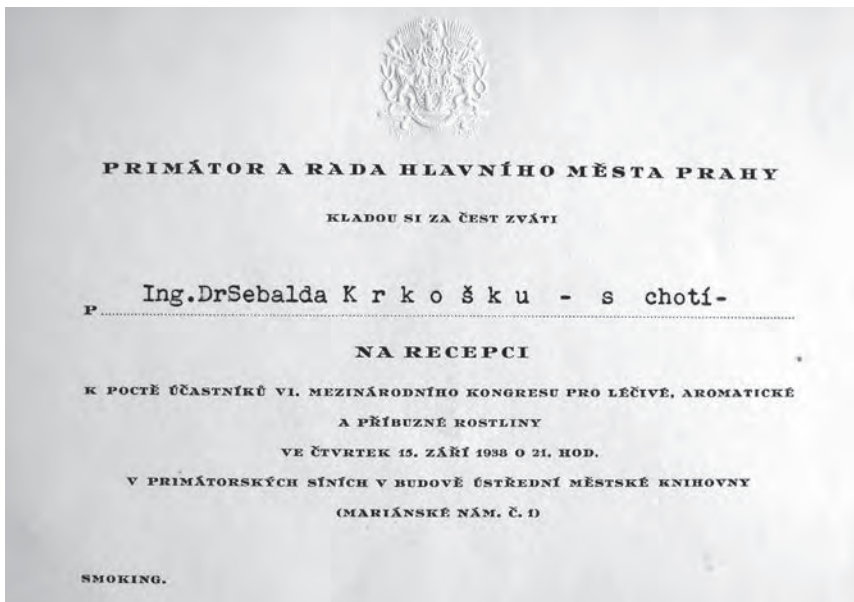 PRIMÁTOR A RADA HLAVNÍHO MĚSTA PRAHY
KLADOU SI ZA ČEST ZVÁTI
P Ing.DrSebalda K r k o š k u - s chotí-
NA RECEPCI
K POCTĚ ÚČASTNÍKŮ VI. MEZINÁRODNÍHO KONGRESU PRO LÉČIVÉ, AROMATICKÉ
A PŘÍBUZNÉ ROSTLINY
VE ČTVRTEK 15. ZÁŘÍ 1938 O 21. HOD.
V PRIMÁTORSKÝCH SÍNÍCH V BUDOVĚ ÚSTŘEDNÍ MĚSTSKÉ KNIHOVNY
(MARIÁNSKÉ NÁM. Č. 1)
SMOKING.